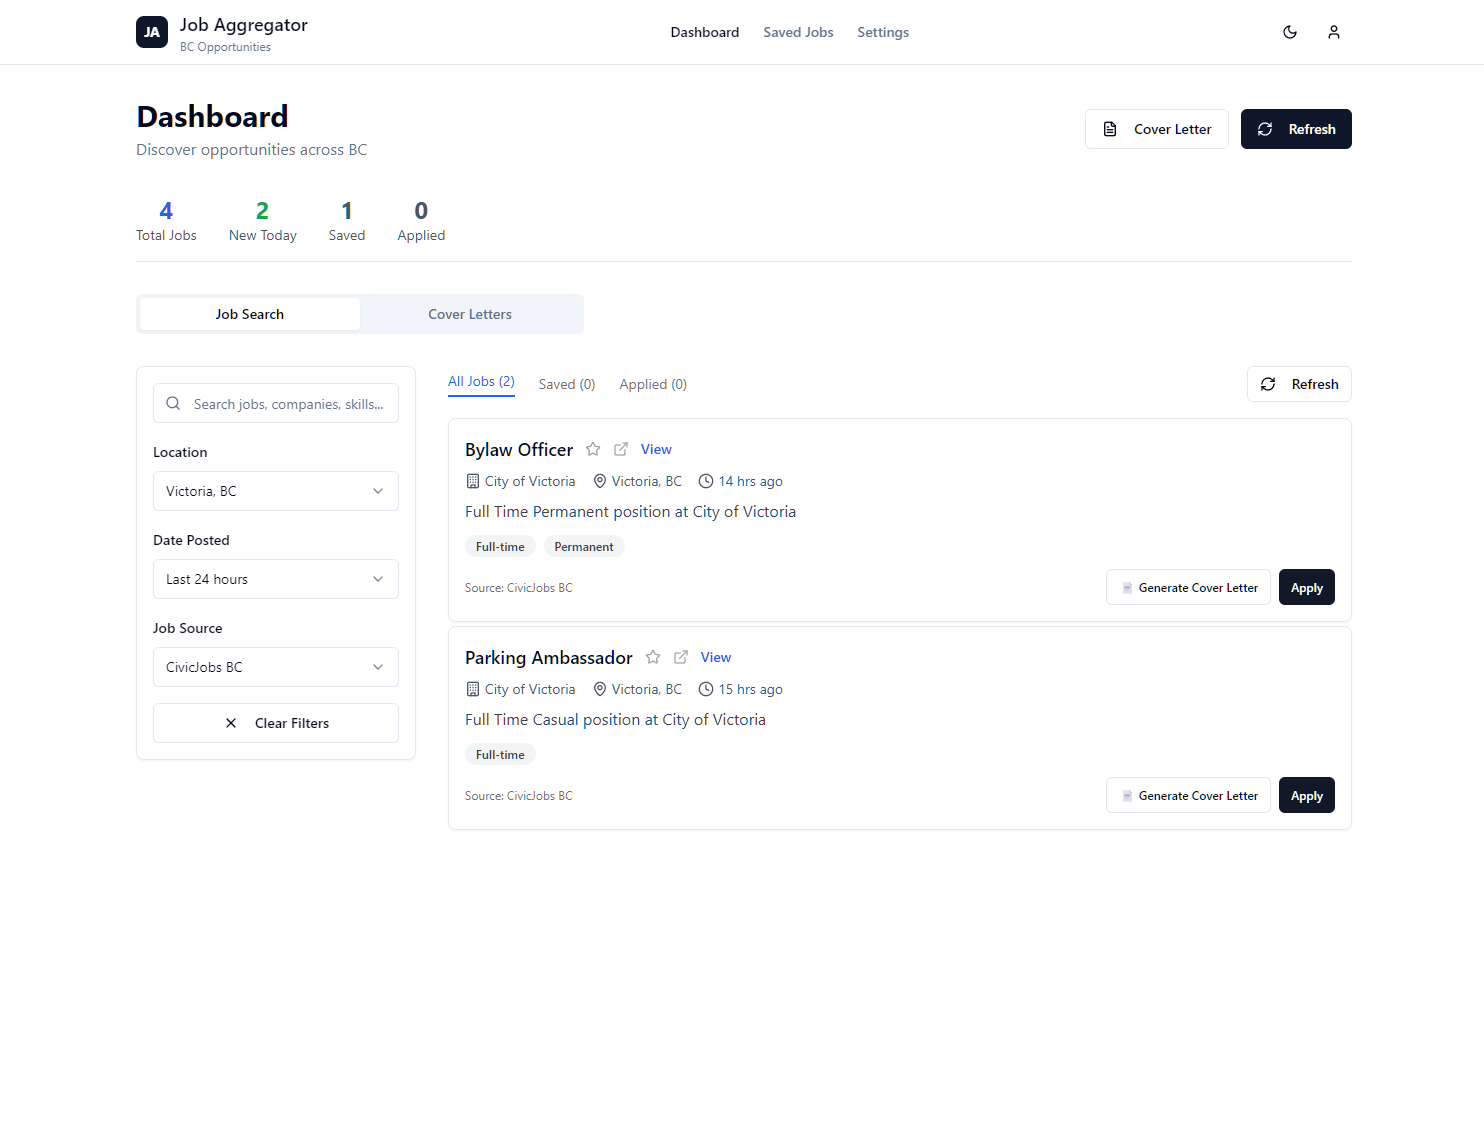 JA
Job Aggregator
BC Opportunities
Dashboard
Saved Jobs
Settings
Dashboard
Discover opportunities across BC
Cover Letter
Refresh
4
Total Jobs
2
New Today
1
Saved
0
Applied
Job Search
Cover Letters
Search jobs, companies, skills...
Location
Victoria, BC
Date Posted
Last 24 hours
Job Source
CivicJobs BC
Clear Filters
All Jobs (2)
Saved (0)
Applied (0)
Refresh
Bylaw Officer
View
City of Victoria
Victoria, BC
14 hrs ago
Full Time Permanent position at City of Victoria
Full-time
Permanent
Source: CivicJobs BC
Generate Cover Letter
Apply
Parking Ambassador
View
City of Victoria
Victoria, BC
15 hrs ago
Full Time Casual position at City of Victoria
Full-time
Source: CivicJobs BC
Generate Cover Letter
Apply